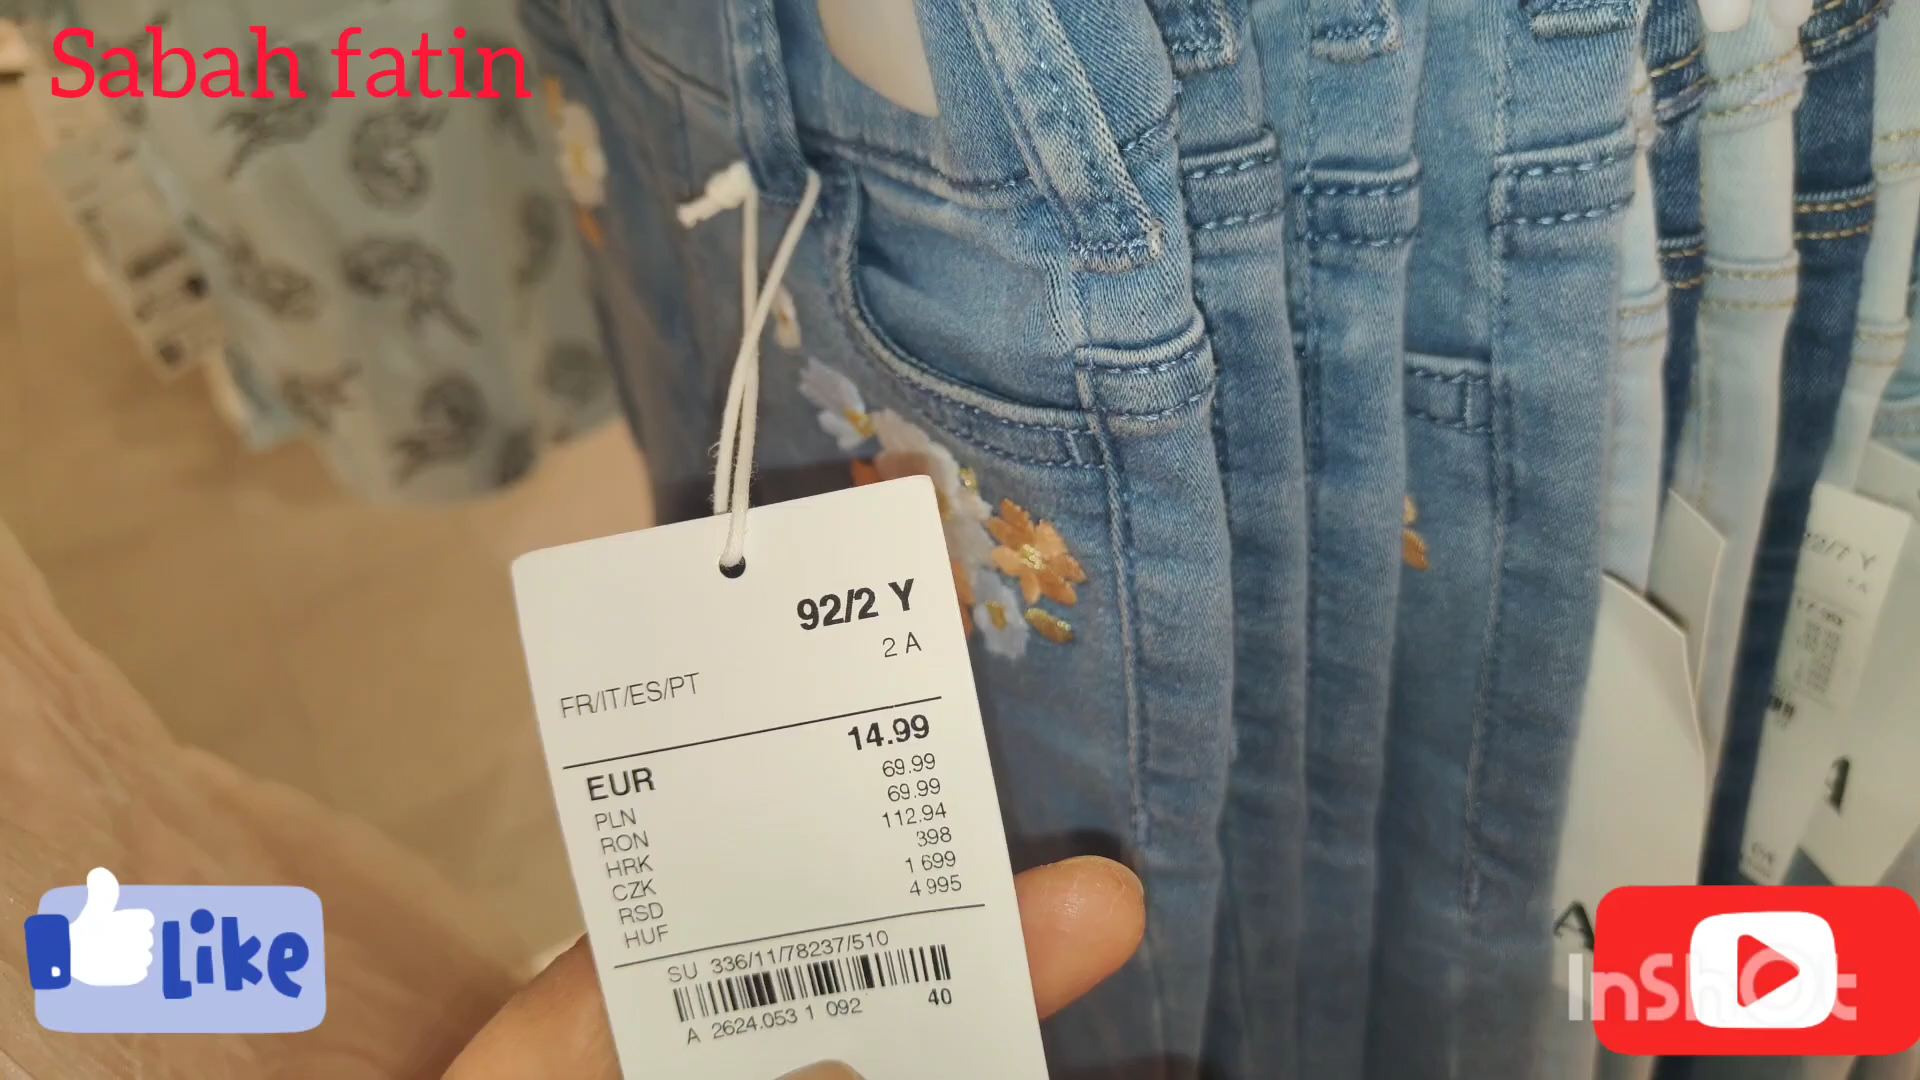 Sabah fatin
92/2 Y
2 A
FR/IT/ES/PT
EUR 14.99
PLN 69.99
RON 69.99
HRK 112.94
CZK 398
RSD 1 699
HUF 4 995
SU 336/11/78237/510
A 2624.053 1 092 40
Like
InShOt
A